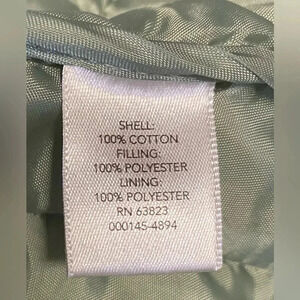 SHELL:
100% COTTON
FILLING:
100% POLYESTER
LINING:
100% POLYESTER
RN 63823
000145-4894